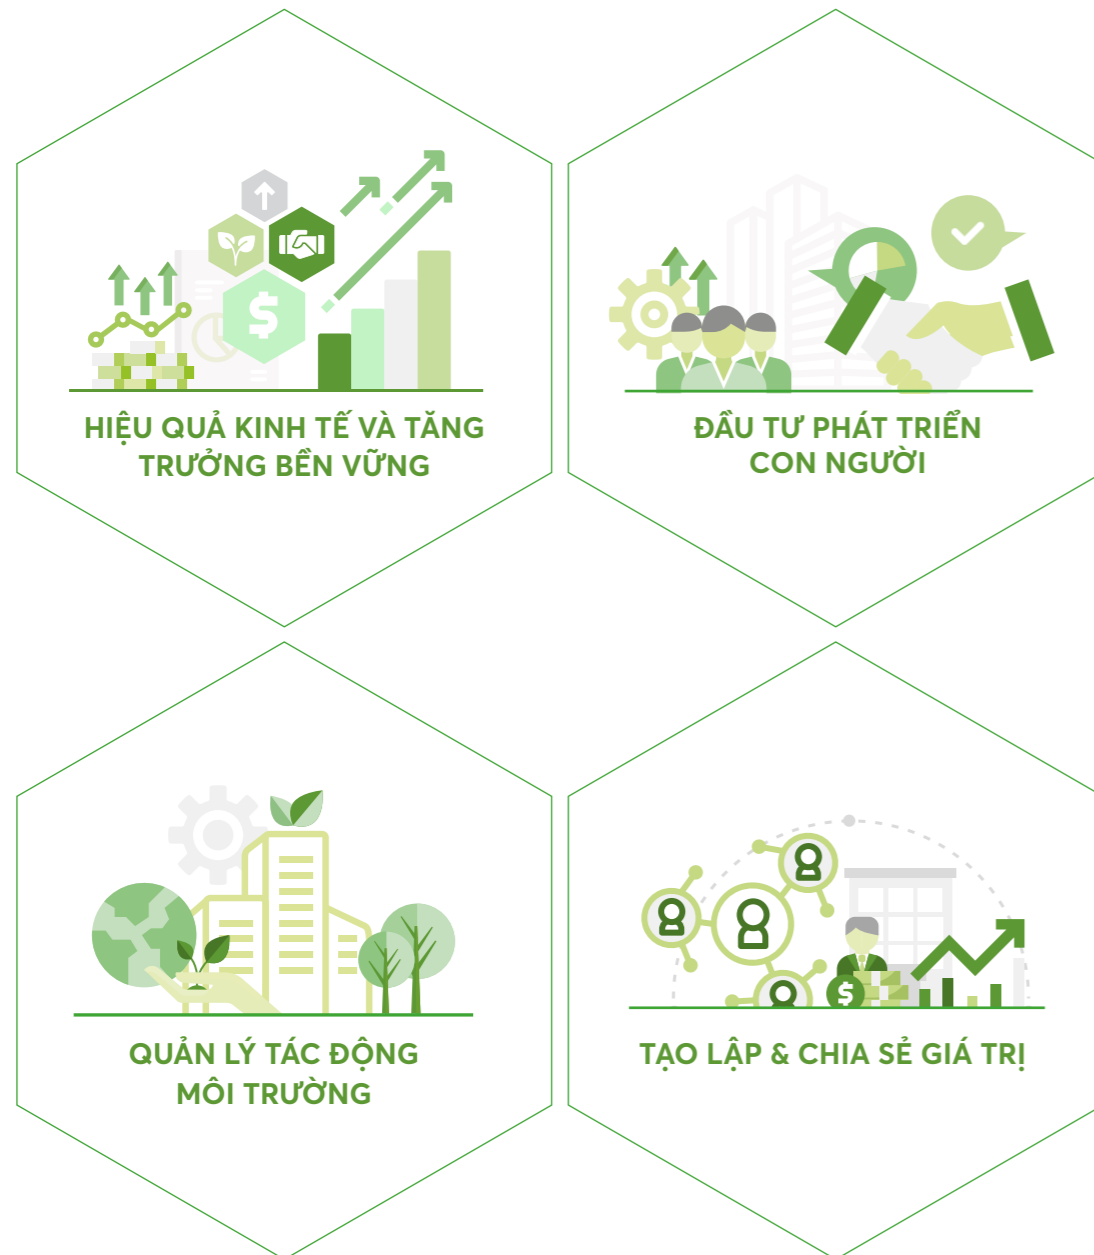 HIỆU QUẢ KINH TẾ VÀ TĂNG
TRƯỞNG BỀN VỮNG
ĐẦU TƯ PHÁT TRIỂN
CON NGƯỜI
QUẢN LÝ TÁC ĐỘNG
MÔI TRƯỜNG
TẠO LẬP & CHIA SẺ GIÁ TRỊ